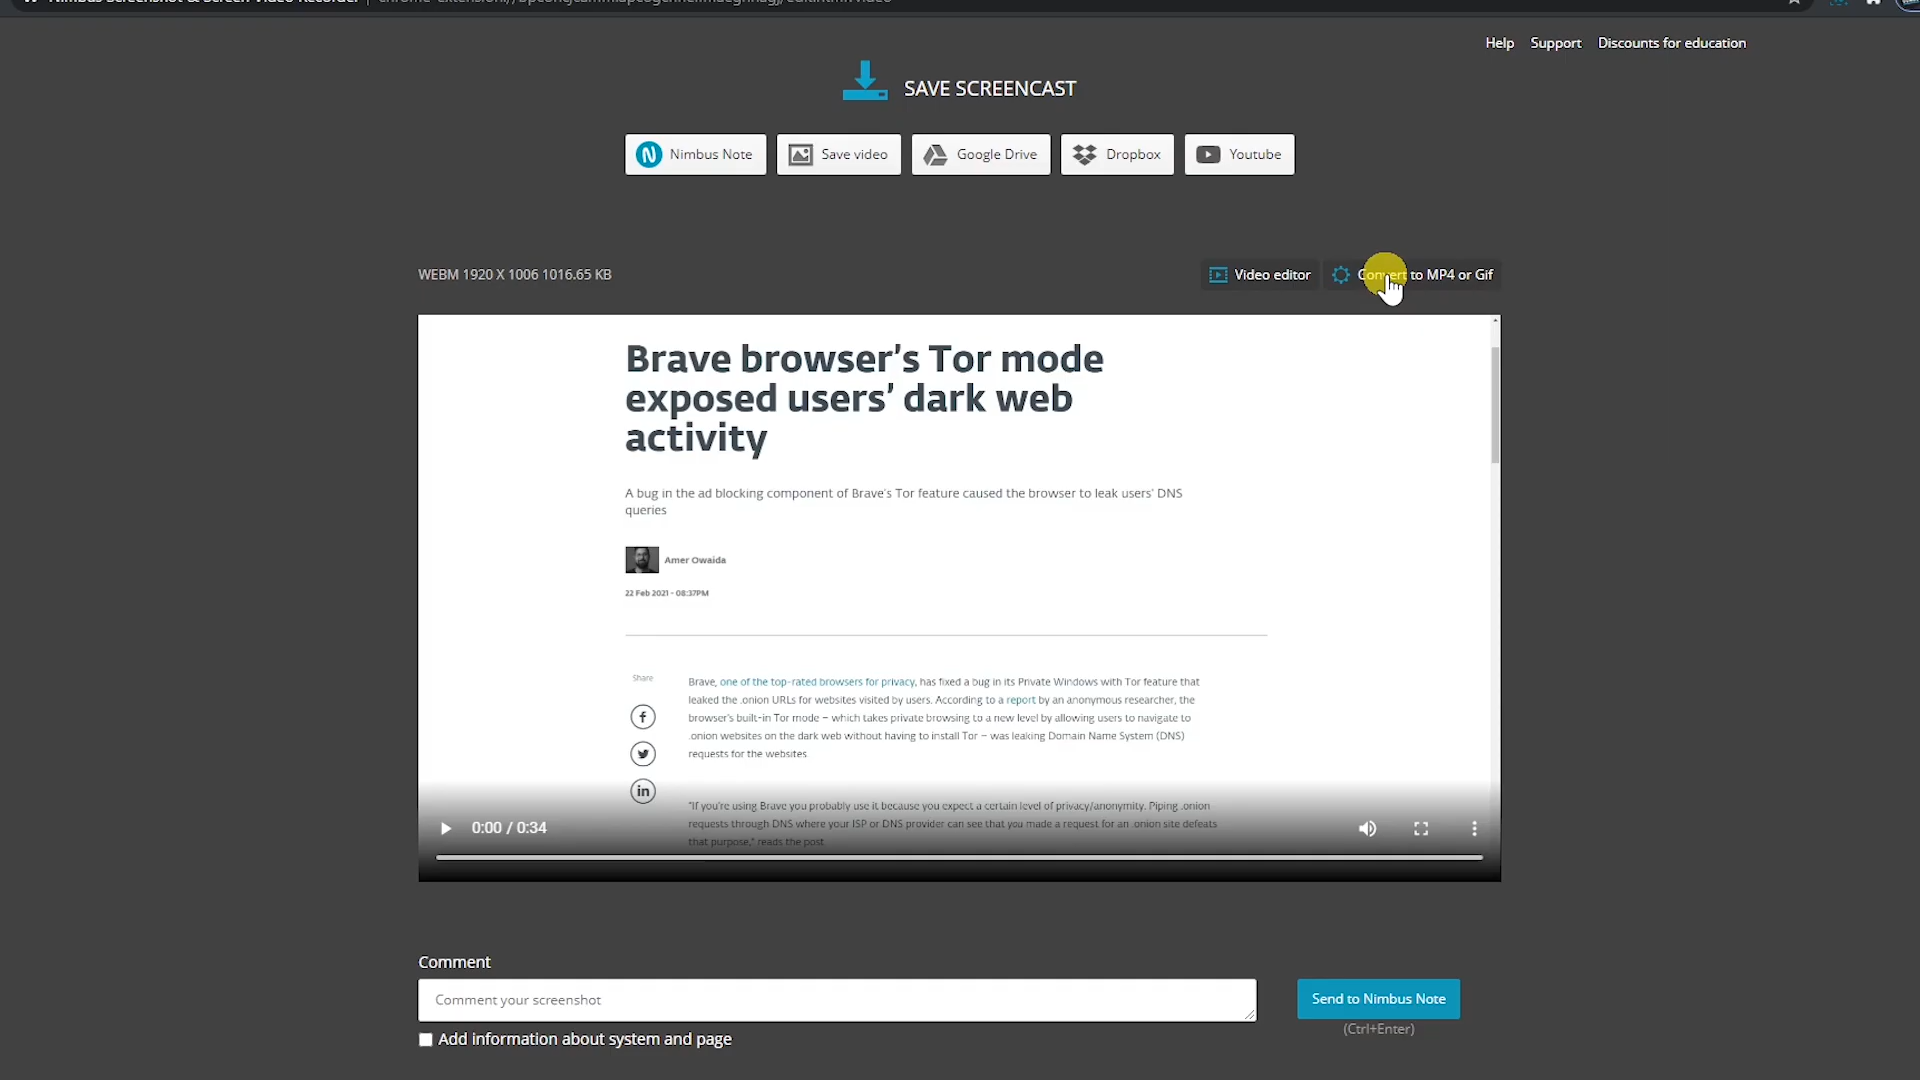 Nimbus Screenshot & Screen Video Recorder
Help Support Discounts for education
SAVE SCREENCAST
Nimbus Note Save video Google Drive Dropbox Youtube
WEBM 1920 X 1006 1016.65 KB Video editor Convert to MP4 or Gif
Brave browser's Tor mode
exposed users' dark web
activity
A bug in the ad blocking component of Brave's Tor feature caused the browser to leak users' DNS
queries
Amer Owaida
22 Feb 2021 - 08:37PM
Share
Brave, one of the top-rated browsers for privacy, has fixed a bug in its Private Windows with Tor feature that
leaked the .onion URLs for websites visited by users. According to a report by an anonymous researcher, the
browser's built-in Tor mode – which takes private browsing to a new level by allowing users to navigate to
.onion websites on the dark web without having to install Tor – was leaking Domain Name System (DNS)
requests for the websites
"If you're using Brave you probably use it because you expect a certain level of privacy/anonymity. Piping .onion
requests through DNS where your ISP or DNS provider can see that you made a request for an .onion site defeats
that purpose," reads the post
0:00 / 0:34
Comment
Comment your screenshot
Send to Nimbus Note
(Ctrl+Enter)
Add information about system and page